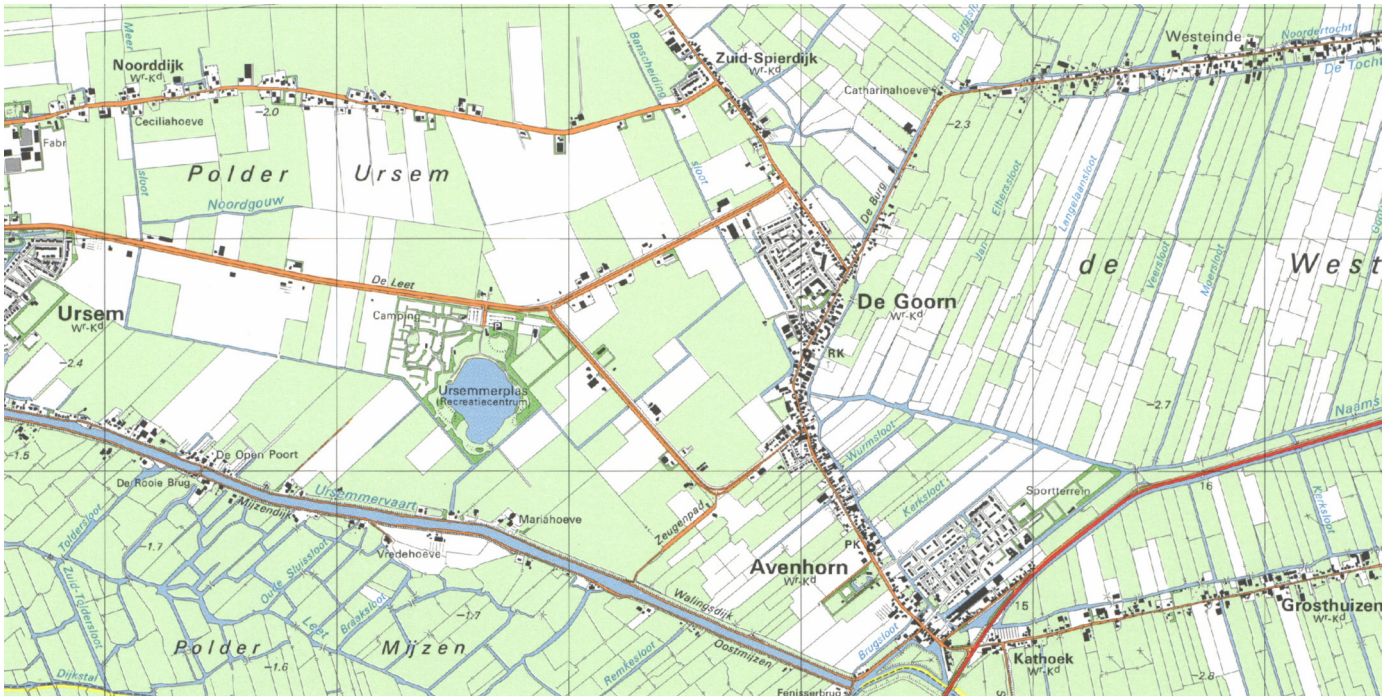 Meer
Noorddijk
Wr-Kd
Ceciliahoeve
Fabr
-2.0
sloot
Polder Ursem
Noordgouw
Banscheiding
sloot
Zuid-Spierdijk
Wr-Kd
Catharinahoeve
Westeinde
Noordertocht
De Tocht
-2.3
De Burg
Jan Elberssloot
Langelaansloot
Veersloot
Moersloot
de West
De Leet
Camping
P
Ursem
Wr-Kd
-2.4
Ursemmerplas
(Recreatiecentrum)
De Goorn
Wr-Kd
RK
-2.7
Naams
-1.5
De Open Poort
De Rooie Brug
Mijzendijk
Ursemmervaart
Mariahoeve
Vredehoeve
Zeugenpad
Wurmsloot
Kerksloot
Sportterrein
16
Kerksloot
Toldersloot
-1.7
Zuid-Toldersloot
Oude Sluissloot
Braaksloot
Leet
-1.7
PK
Avenhorn
Wr-Kd
Walingsdijk
Oostmijzen
Remkesloot
Brugsloot
15
Grosthuizen
Wr-Kd
Polder Mijzen
-1.6
Dijkstal
Kathoek
Wr-Kd
-2.8
Fenisserbrug